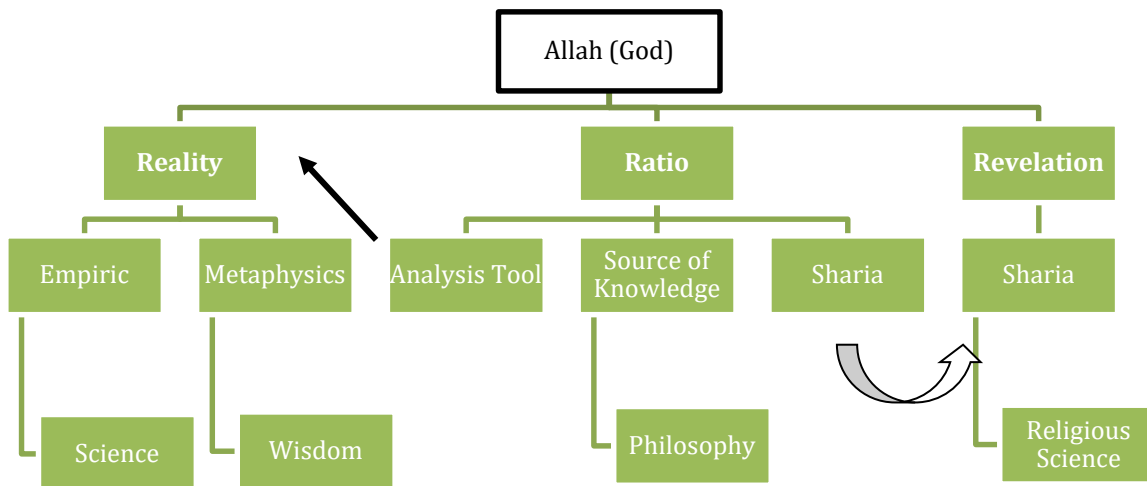 Allah (God)
Reality
Ratio
Revelation
Empiric
Metaphysics
Analysis Tool
Source of
Knowledge
Sharia
Sharia
Science
Wisdom
Philosophy
Religious
Science